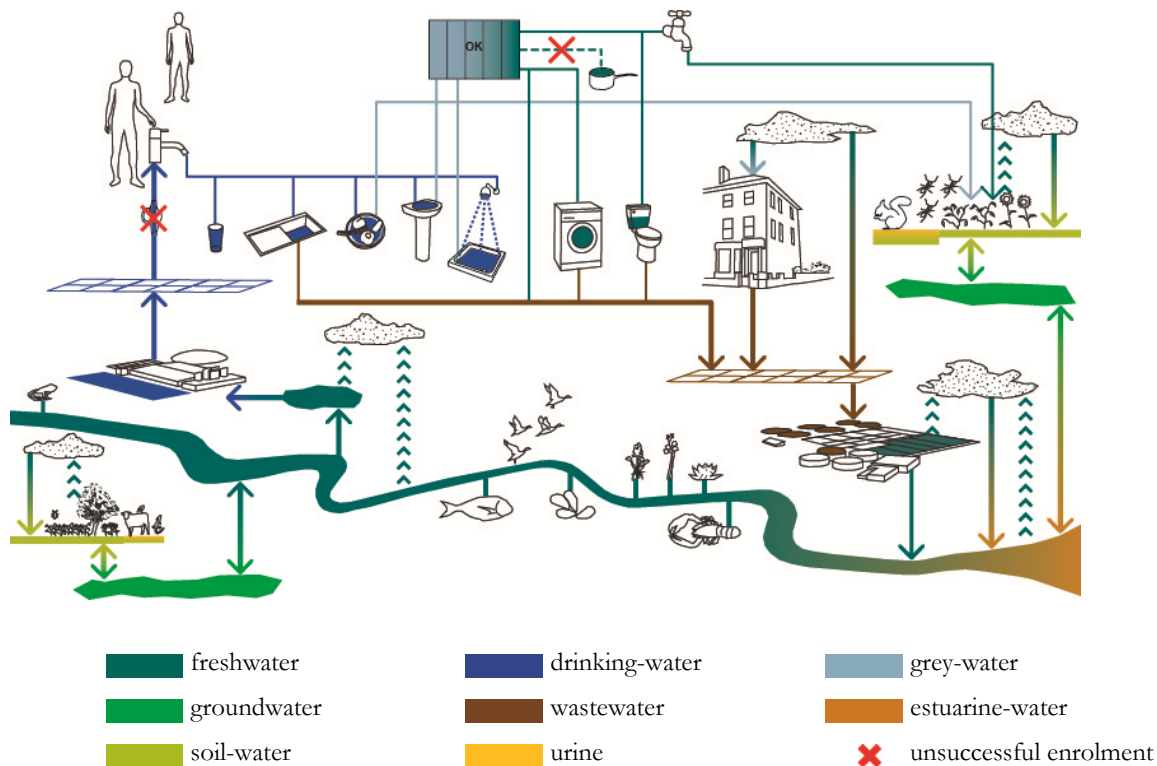 OK
freshwater
drinking-water
grey-water
groundwater
wastewater
estuarine-water
soil-water
urine
unsuccessful enrolment